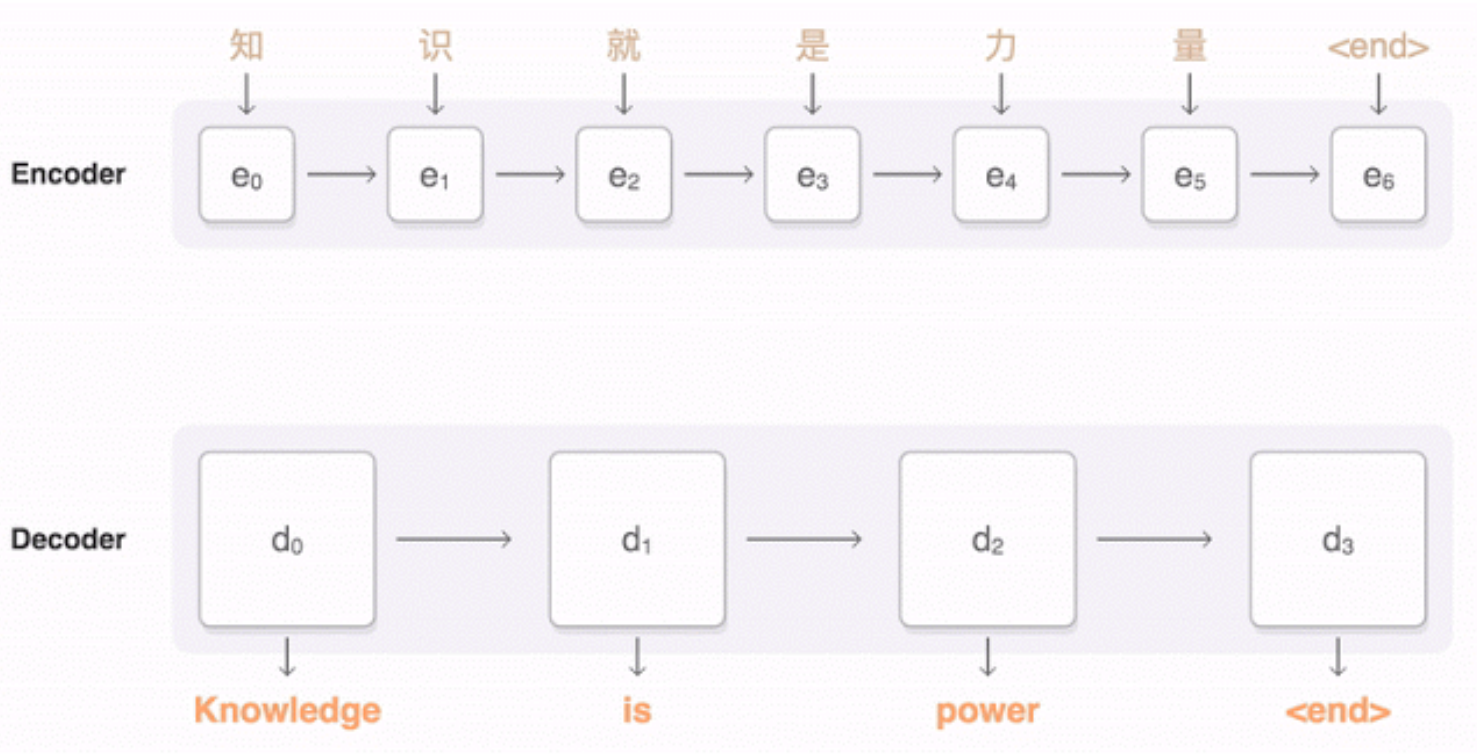 知 识 就 是 力 量 <end>
Encoder e₀ e₁ e₂ e₃ e₄ e₅ e₆
Decoder d₀ d₁ d₂ d₃
Knowledge is power <end>